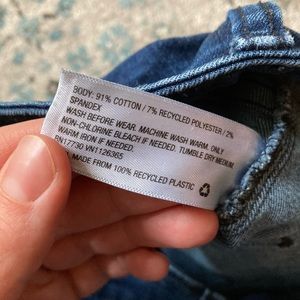 BODY: 91% COTTON / 7% RECYCLED POLYESTER / 2%
SPANDEX
WASH BEFORE WEAR. MACHINE WASH WARM. ONLY
NON-CHLORINE BLEACH IF NEEDED. TUMBLE DRY MEDIUM.
WARM IRON IF NEEDED.
RN17730 VN1126365
MADE FROM 100% RECYCLED PLASTIC